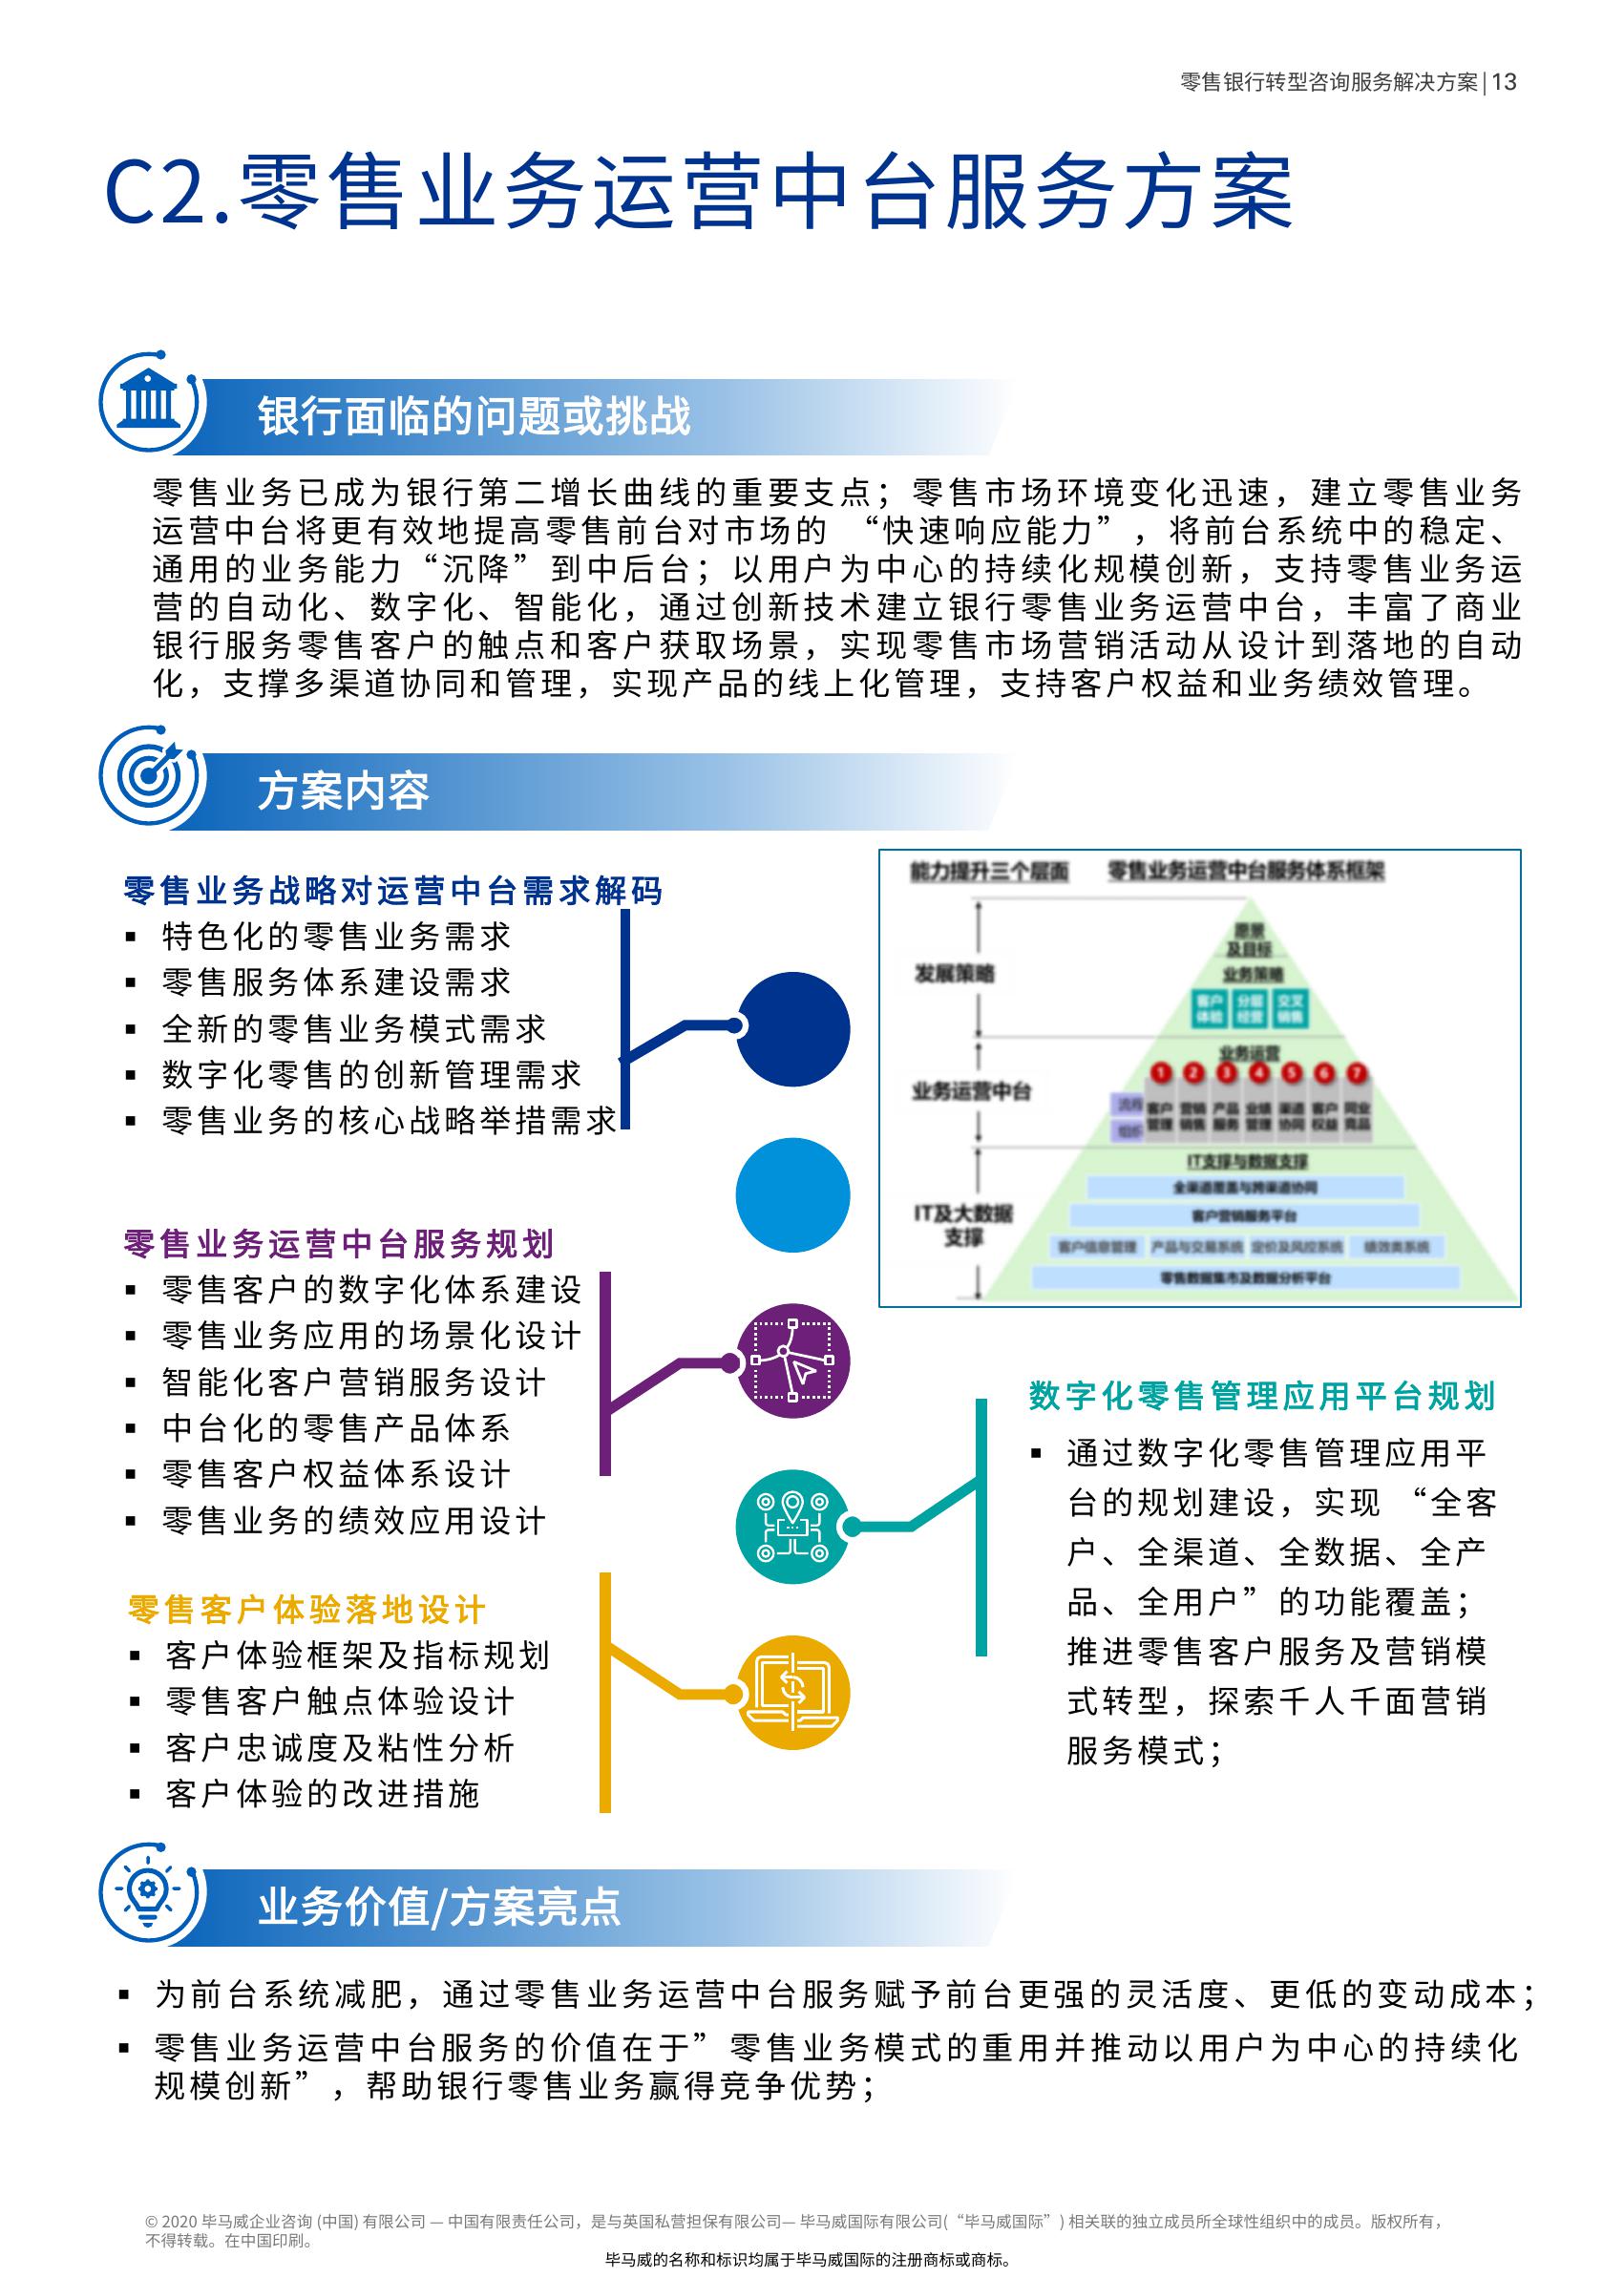 零售银行转型咨询服务解决方案|13
C2.零售业务运营中台服务方案
银行面临的问题或挑战
零售业务已成为银行第二增长曲线的重要支点；零售市场环境变化迅速，建立零售业务
运营中台将更有效地提高零售前台对市场的 “快速响应能力”，将前台系统中的稳定、
通用的业务能力“沉降”到中后台；以用户为中心的持续化规模创新，支持零售业务运
营的自动化、数字化、智能化，通过创新技术建立银行零售业务运营中台，丰富了商业
银行服务零售客户的触点和客户获取场景，实现零售市场营销活动从设计到落地的自动
化，支撑多渠道协同和管理，实现产品的线上化管理，支持客户权益和业务绩效管理。
方案内容
零售业务战略对运营中台需求解码
▪ 特色化的零售业务需求
▪ 零售服务体系建设需求
▪ 全新的零售业务模式需求
▪ 数字化零售的创新管理需求
▪ 零售业务的核心战略举措需求
零售业务运营中台服务规划
▪ 零售客户的数字化体系建设
▪ 零售业务应用的场景化设计
▪ 智能化客户营销服务设计
▪ 中台化的零售产品体系
▪ 零售客户权益体系设计
▪ 零售业务的绩效应用设计
零售客户体验落地设计
▪ 客户体验框架及指标规划
▪ 零售客户触点体验设计
▪ 客户忠诚度及粘性分析
▪ 客户体验的改进措施
能力提升三个层面 零售业务运营中台服务体系框架
愿景
及目标
发展策略
业务策略
客户体验 分层经营 交叉销售
业务运营
1 2 3 4 5 6 7
业务运营中台
流程
组织
客户管理 营销销售 产品服务 业绩管理 渠道协同 客户权益 同业竞品
IT支撑与数据支撑
全渠道覆盖与跨渠道协同
IT及大数据
支撑
客户营销服务平台
客户信息管理 产品与交易系统 定价及风控系统 绩效类系统
零售数据集市及数据分析平台
数字化零售管理应用平台规划
▪ 通过数字化零售管理应用平
台的规划建设，实现 “全客
户、全渠道、全数据、全产
品、全用户”的功能覆盖；
推进零售客户服务及营销模
式转型，探索千人千面营销
服务模式；
业务价值/方案亮点
▪ 为前台系统减肥，通过零售业务运营中台服务赋予前台更强的灵活度、更低的变动成本；
▪ 零售业务运营中台服务的价值在于”零售业务模式的重用并推动以用户为中心的持续化
规模创新”，帮助银行零售业务赢得竞争优势；
© 2020 毕马威企业咨询 (中国) 有限公司 — 中国有限责任公司，是与英国私营担保有限公司— 毕马威国际有限公司(“毕马威国际”) 相关联的独立成员所全球性组织中的成员。版权所有，
不得转载。在中国印刷。
毕马威的名称和标识均属于毕马威国际的注册商标或商标。